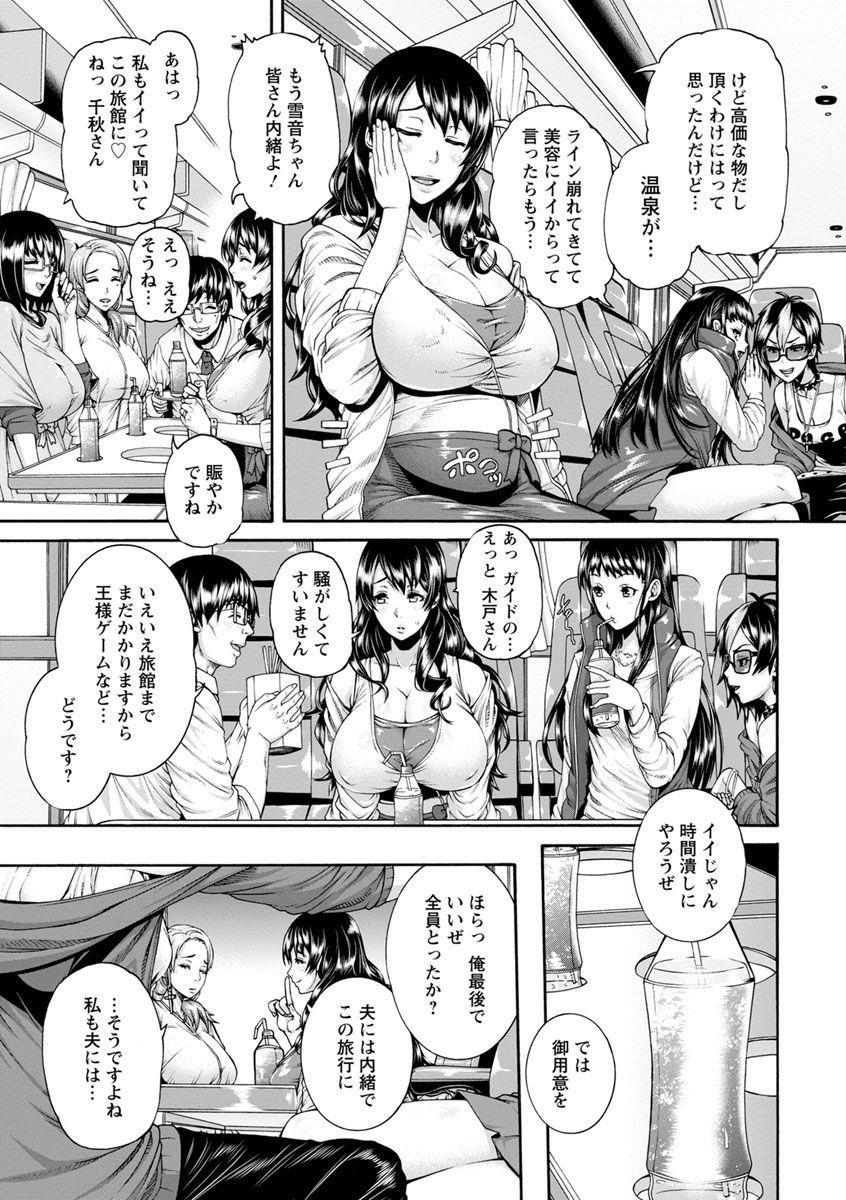 けど高価な物だし
頂くわけにはって
思ったんだけど…
温泉が…
ライン崩れてきてて
美容にイイからって
言ったらもう…
ポコッ
もう雪音ちゃん
皆さん内緒よ!
あはっ
私もイイって聞いて
この旅館に♡
ねっ 千秋さん
えっ ええ
そうね…
あっ ガイドの…
えっと 木戸さん
騒がしくて
すいません
賑やか
ですね
いえいえ旅館まで
まだかかりますから
王様ゲームなど…
どうです?
イイじゃん
時間潰しに
やろうぜ
では
御用意を
ほらっ 俺最後で
いいぜ
全員とったか?
夫には内緒で
この旅行に
…そうですよね
私も夫には…